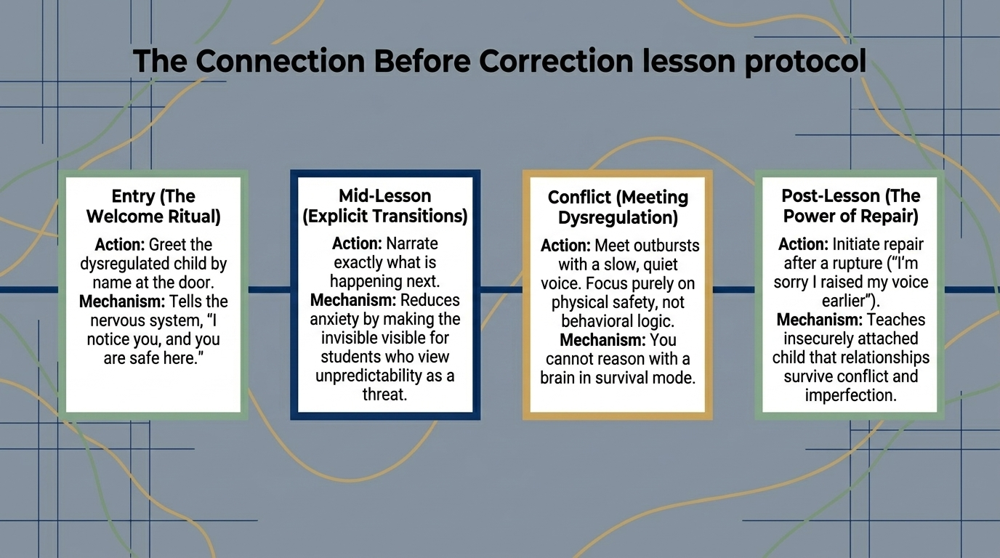 The Connection Before Correction lesson protocol
Entry (The
Welcome Ritual)
Action: Greet the
dysregulated child by
name at the door.
Mechanism: Tells the
nervous system, “I
notice you, and you
are safe here.”
Mid-Lesson
(Explicit Transitions)
Action: Narrate
exactly what is
happening next.
Mechanism: Reduces
anxiety by making the
invisible visible for
students who view
unpredictability as a
threat.
Conflict (Meeting
Dysregulation)
Action: Meet outbursts
with a slow, quiet
voice. Focus purely on
physical safety, not
behavioral logic.
Mechanism: You
cannot reason with a
brain in survival mode.
Post-Lesson (The
Power of Repair)
Action: Initiate repair
after a rupture (“I’m
sorry I raised my voice
earlier”).
Mechanism: Teaches
insecurely attached
child that relationships
survive conflict and
imperfection.